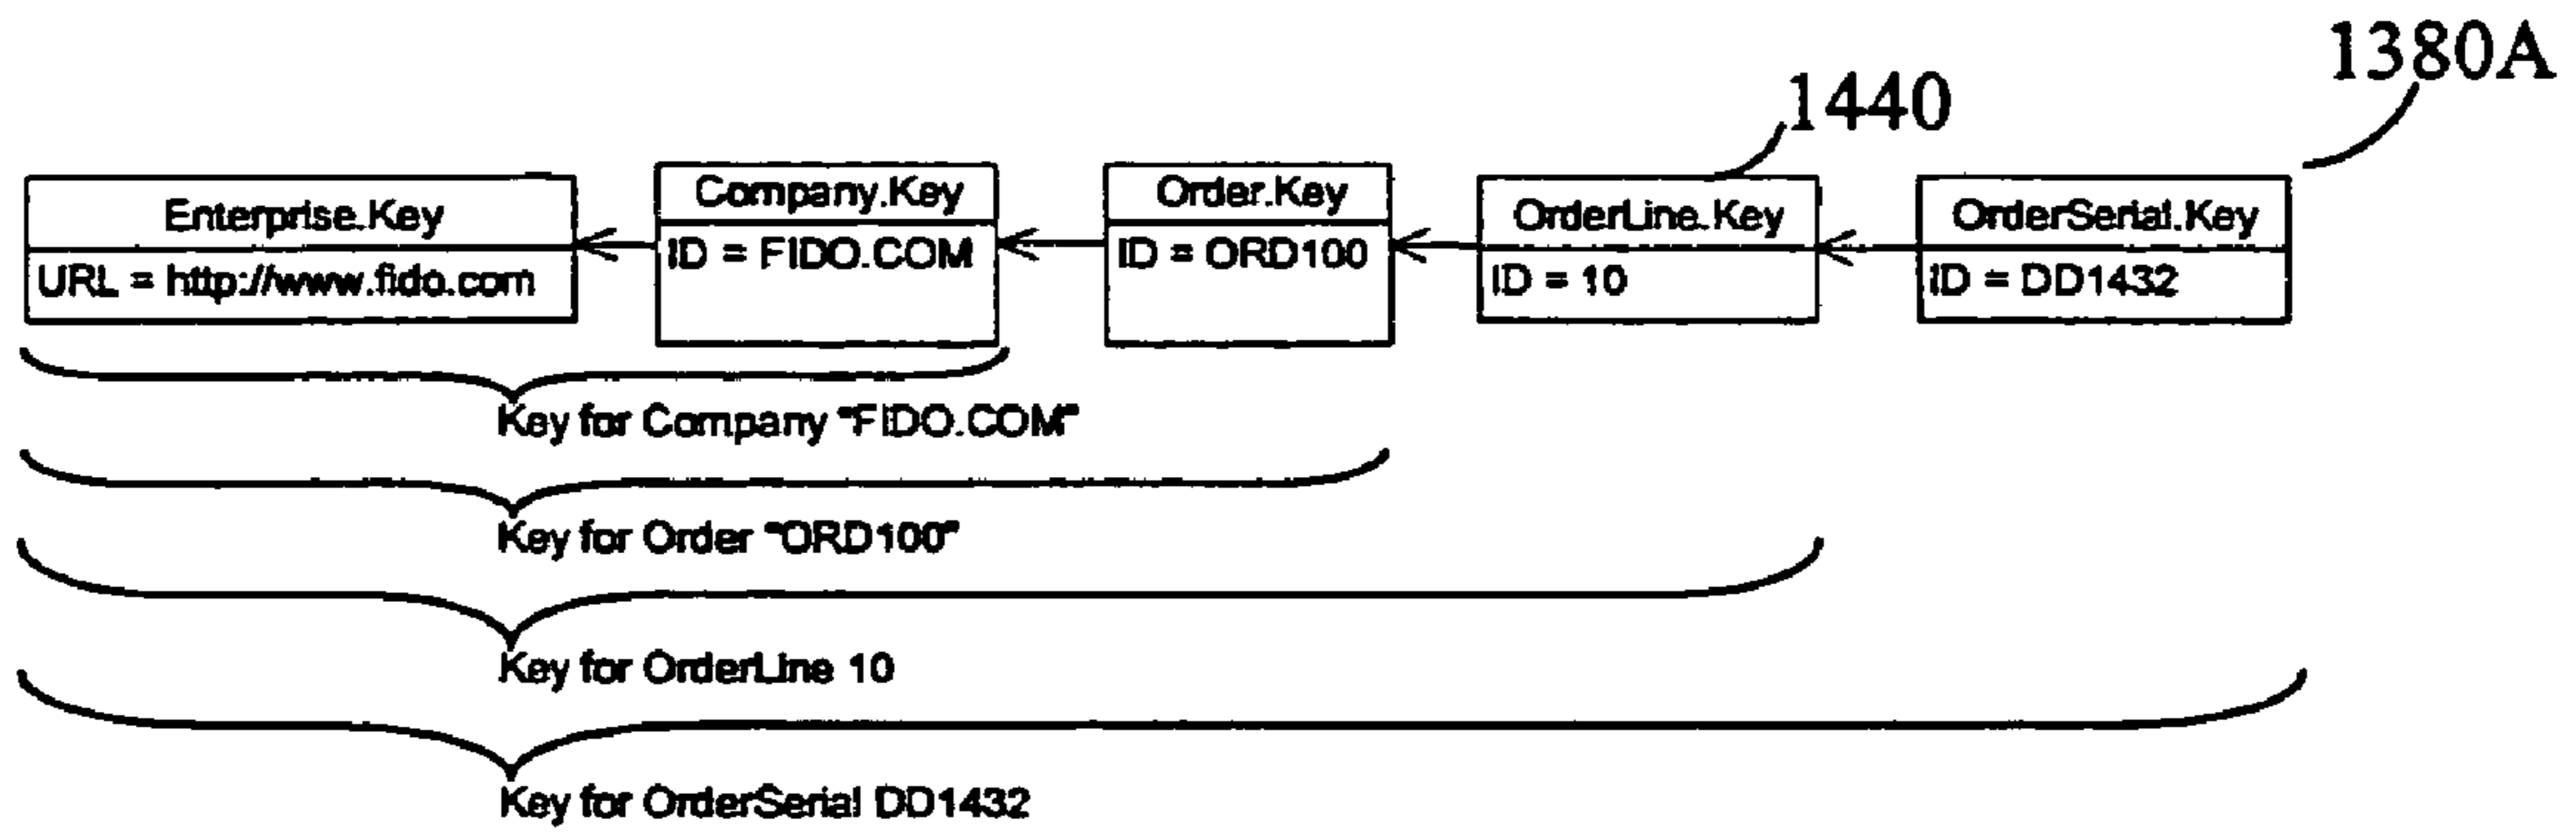 1380A
1440
Enterprise.Key
URL = http://www.fido.com
Company.Key
ID = FIDO.COM
Order.Key
ID = ORD100
OrderLine.Key
ID = 10
OrderSerial.Key
ID = DD1432
Key for Company "FIDO.COM"
Key for Order "ORD100"
Key for OrderLine 10
Key for OrderSerial DD1432